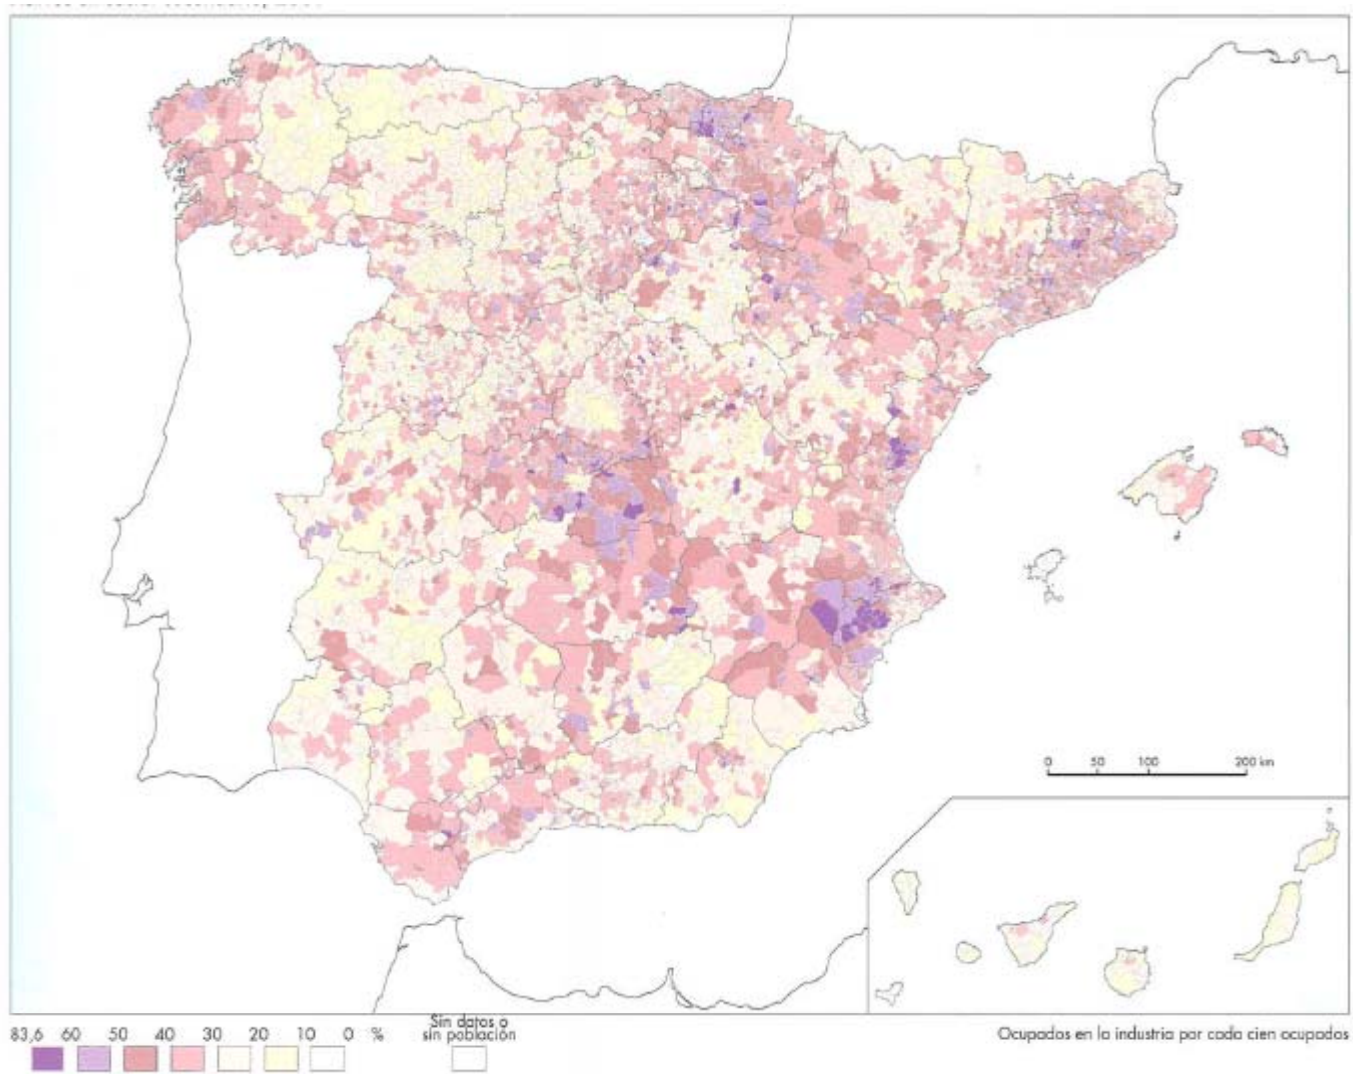 0 50 100 200 km
83,6 60 50 40 30 20 10 0 %
Sin datos o
sin población
Ocupados en la industria por cada cien ocupados